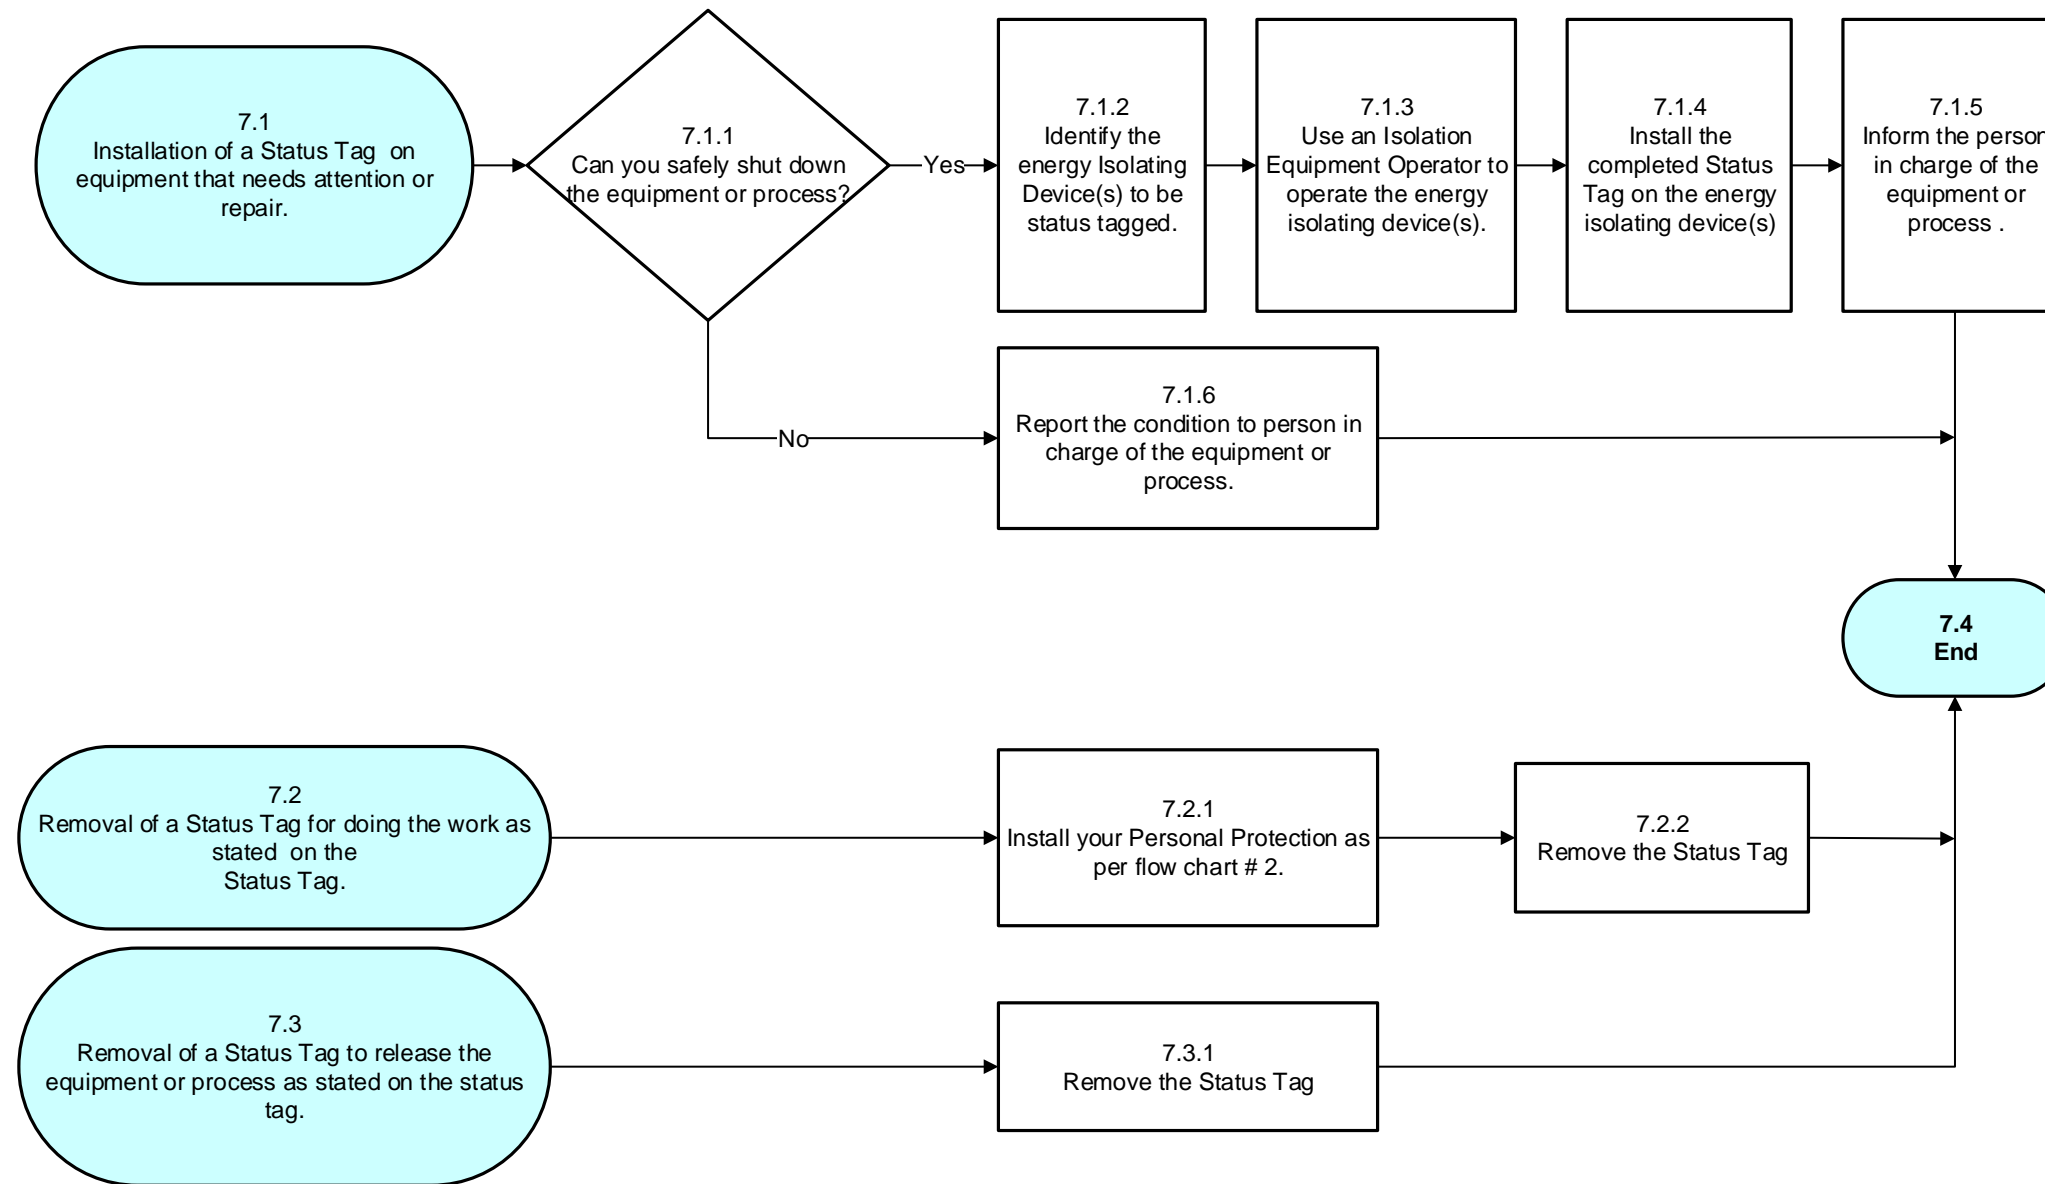 7.1
Installation of a Status Tag on
equipment that needs attention or
repair.
7.1.1
Can you safely shut down
the equipment or process?
Yes
7.1.2
Identify the
energy Isolating
Device(s) to be
status tagged.
7.1.3
Use an Isolation
Equipment Operator to
operate the energy
isolating device(s).
7.1.4
Install the
completed Status
Tag on the energy
isolating device(s)
7.1.5
Inform the person
in charge of the
equipment or
process .
No
7.1.6
Report the condition to person in
charge of the equipment or
process.
7.4
End
7.2
Removal of a Status Tag for doing the work as
stated on the
Status Tag.
7.2.1
Install your Personal Protection as
per flow chart # 2.
7.2.2
Remove the Status Tag
7.3
Removal of a Status Tag to release the
equipment or process as stated on the status
tag.
7.3.1
Remove the Status Tag